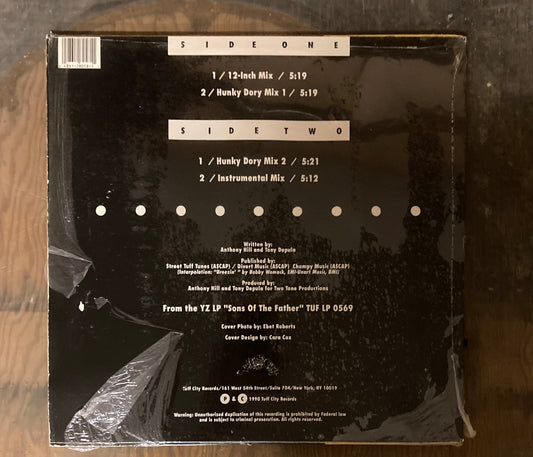 SIDE ONE
1 / 12-Inch Mix / 5:19
2 / Hunky Dory Mix 1 / 5:19
SIDE TWO
1 / Hunky Dory Mix 2 / 5:21
2 / Instrumental Mix / 5:12
Written by:
Anthony Hill and Tony Depula
Published by:
Street Tuff Tunes (ASCAP) / Divert Music (ASCAP) Champy Music (ASCAP)
(Interpolation: "Breezin'" by Bobby Womack, EMI-Unart Music, BMI)
Produced by:
Anthony Hill and Tony Depula for Two Tone Productions
From the YZ LP "Sons Of The Father" TUF LP 0569
Cover Photo by: Ebet Roberts
Cover Design by: Cara Cox
Tuff City Records/161 West 54th Street/Suite 704/New York, NY 10019
P & C 1990 Tuff City Records
Warning: Unauthorised duplication of this recording is prohibited by Federal law
and is subject to criminal prosecution. All rights reserved.